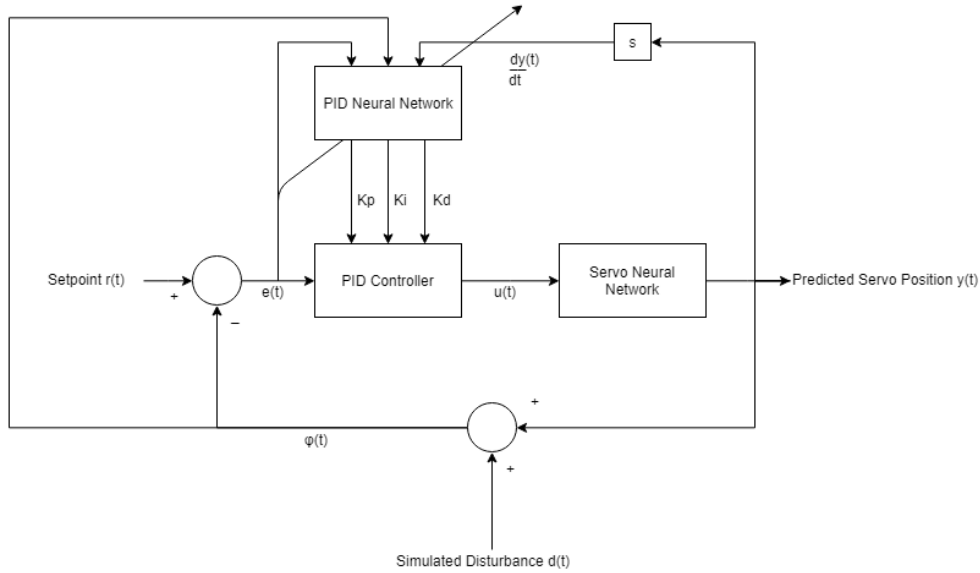 s
dy(t)
dt
PID Neural Network
Kp
Ki
Kd
Setpoint r(t)
+
e(t)
PID Controller
u(t)
Servo Neural
Network
Predicted Servo Position y(t)
–
+
φ(t)
+
Simulated Disturbance d(t)